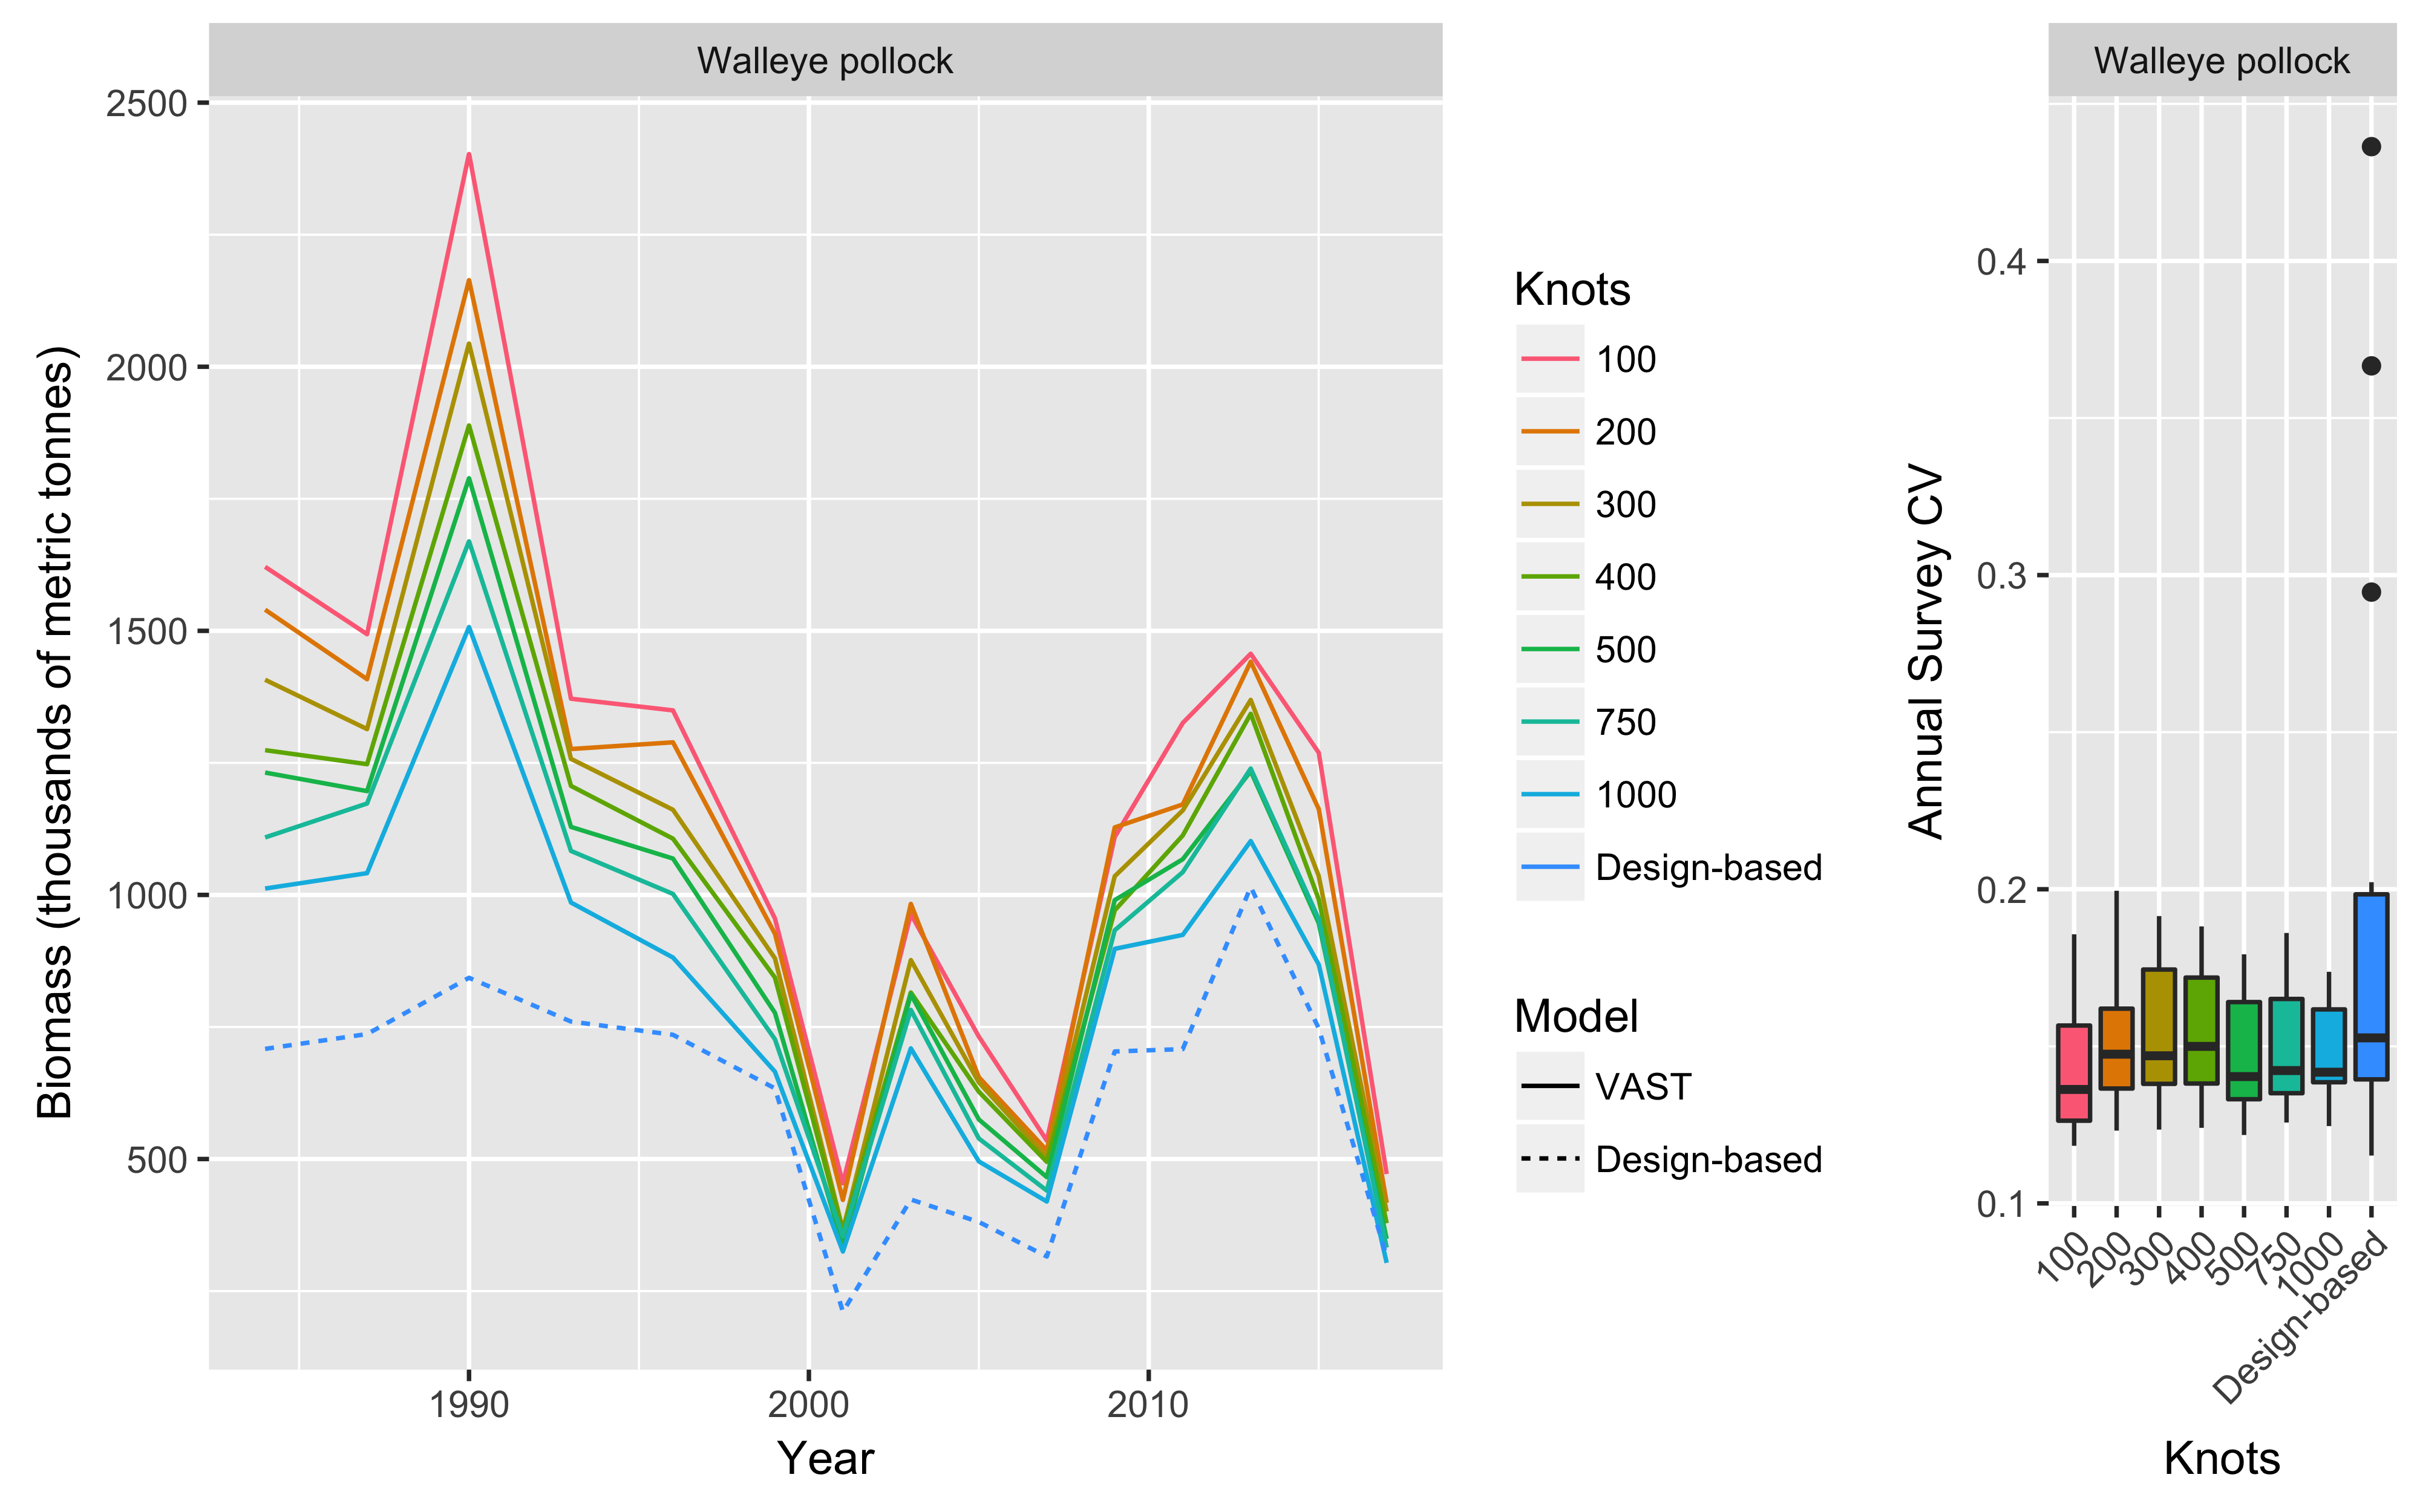 Walleye pollock
2500
2000
1500
1000
500
Biomass (thousands of metric tonnes)
1990
2000
2010
Year
Knots
100
200
300
400
500
750
1000
Design-based
Model
VAST
Design-based
Walleye pollock
0.4
0.3
0.2
0.1
Annual Survey CV
100
200
300
400
500
750
1000
Design-based
Knots